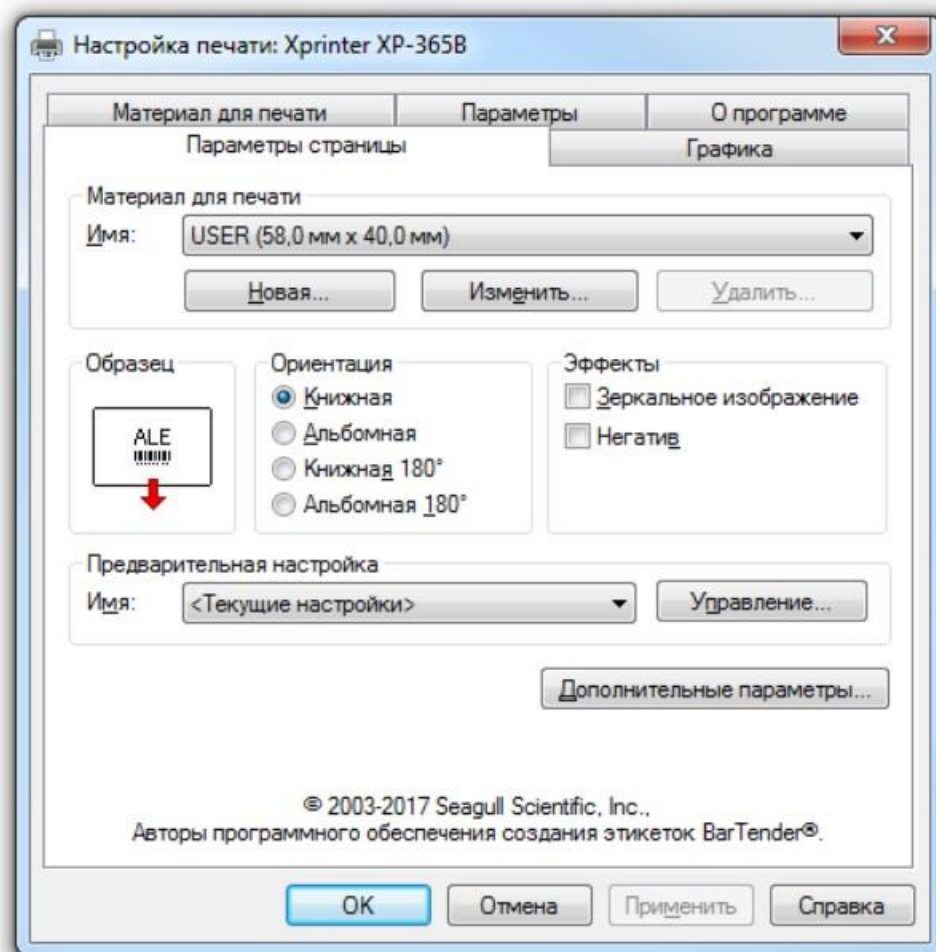 Настройка печати: Xprinter XP-365B
Материал для печати
Параметры
О программе
Параметры страницы
Графика
Материал для печати
Имя:
USER (58,0 мм x 40,0 мм)
Новая...
Изменить...
Удалить...
Образец
ALE
Ориентация
Книжная
Альбомная
Книжная 180°
Альбомная 180°
Эффекты
Зеркальное изображение
Негатив
Предварительная настройка
Имя:
<Текущие настройки>
Управление...
Дополнительные параметры...
© 2003-2017 Seagull Scientific, Inc.,
Авторы программного обеспечения создания этикеток BarTender®.
OK
Отмена
Применить
Справка